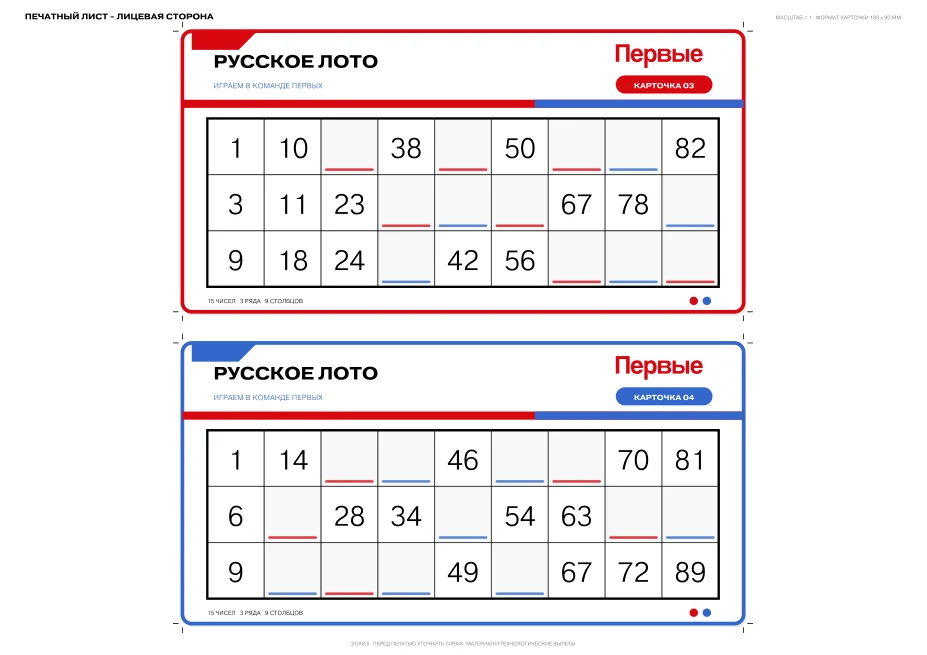 ПЕЧАТНЫЙ ЛИСТ – ЛИЦЕВАЯ СТОРОНА
МАСШТАБ 1:1 ФОРМАТ КАРТОЧКИ 180 x 90 ММ
РУССКОЕ ЛОТО
Первые
ИГРАЕМ В КОМАНДЕ ПЕРВЫХ
КАРТОЧКА 03
1 10 38 50 82
3 11 23 67 78
9 18 24 42 56
15 ЧИСЕЛ 3 РЯДА 9 СТОЛБЦОВ
РУССКОЕ ЛОТО
Первые
ИГРАЕМ В КОМАНДЕ ПЕРВЫХ
КАРТОЧКА 04
1 14 46 70 81
6 28 34 54 63
9 49 67 72 89
15 ЧИСЕЛ 3 РЯДА 9 СТОЛБЦОВ
ЭСКИЗ ПЕРЕД ПЕЧАТЬЮ УТОЧНИТЬ ТИРАЖ, МАТЕРИАЛ И ТЕХНОЛОГИЧЕСКИЕ ВЫЛЕТЫ